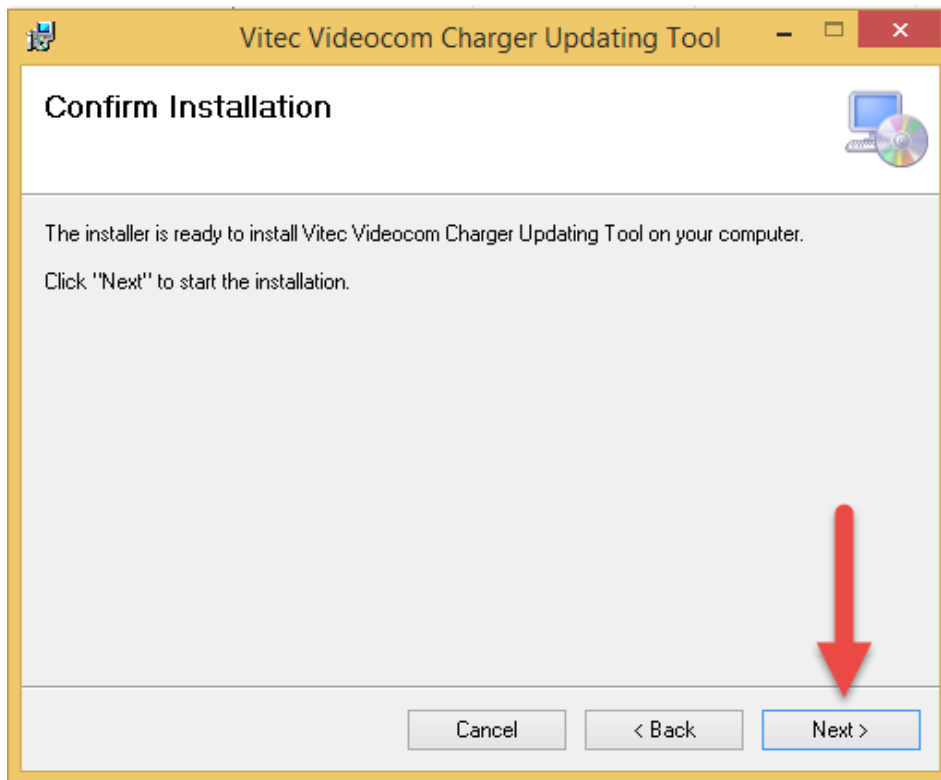 Vitec Videocom Charger Updating Tool
Confirm Installation
The installer is ready to install Vitec Videocom Charger Updating Tool on your computer.
Click "Next" to start the installation.
Cancel
< Back
Next >